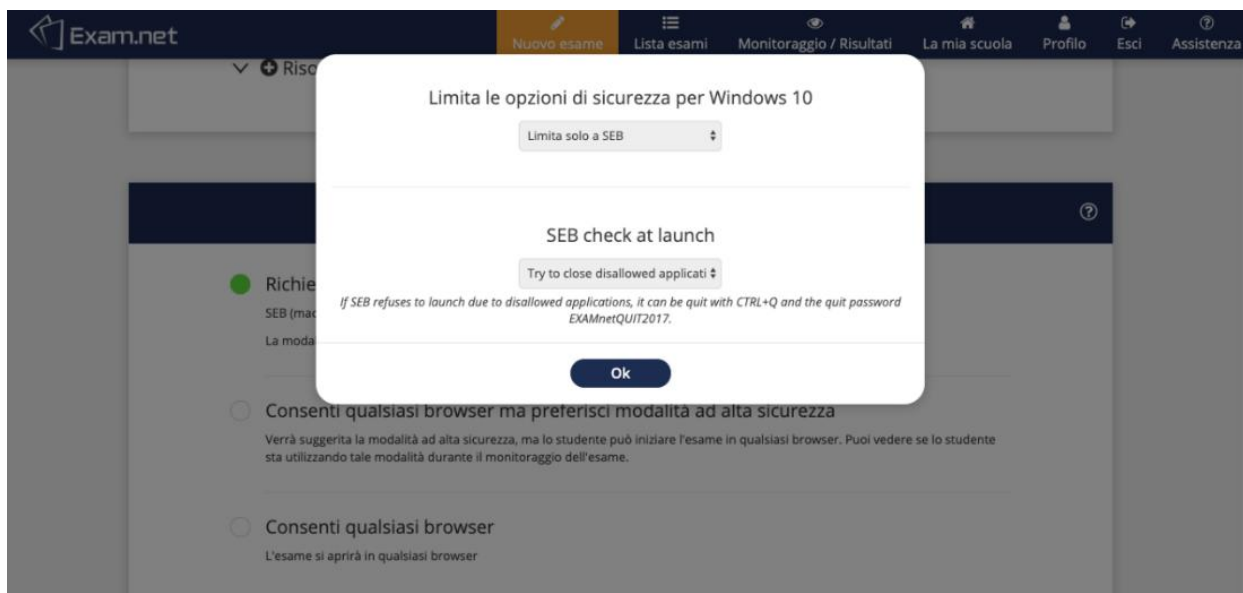 Exam.net
Nuovo esame
Lista esami
Monitoraggio / Risultati
La mia scuola
Profilo
Esci
Assistenza
Riso
Limita le opzioni di sicurezza per Windows 10
Limita solo a SEB
SEB check at launch
Try to close disallowed applicati
If SEB refuses to launch due to disallowed applications, it can be quit with CTRL+Q and the quit password
EXAMnetQUIT2017.
Ok
Richie
SEB (mac
La moda
Consenti qualsiasi browser ma preferisci modalità ad alta sicurezza
Verrà suggerita la modalità ad alta sicurezza, ma lo studente può iniziare l'esame in qualsiasi browser. Puoi vedere se lo studente
sta utilizzando tale modalità durante il monitoraggio dell'esame.
Consenti qualsiasi browser
L'esame si aprirà in qualsiasi browser